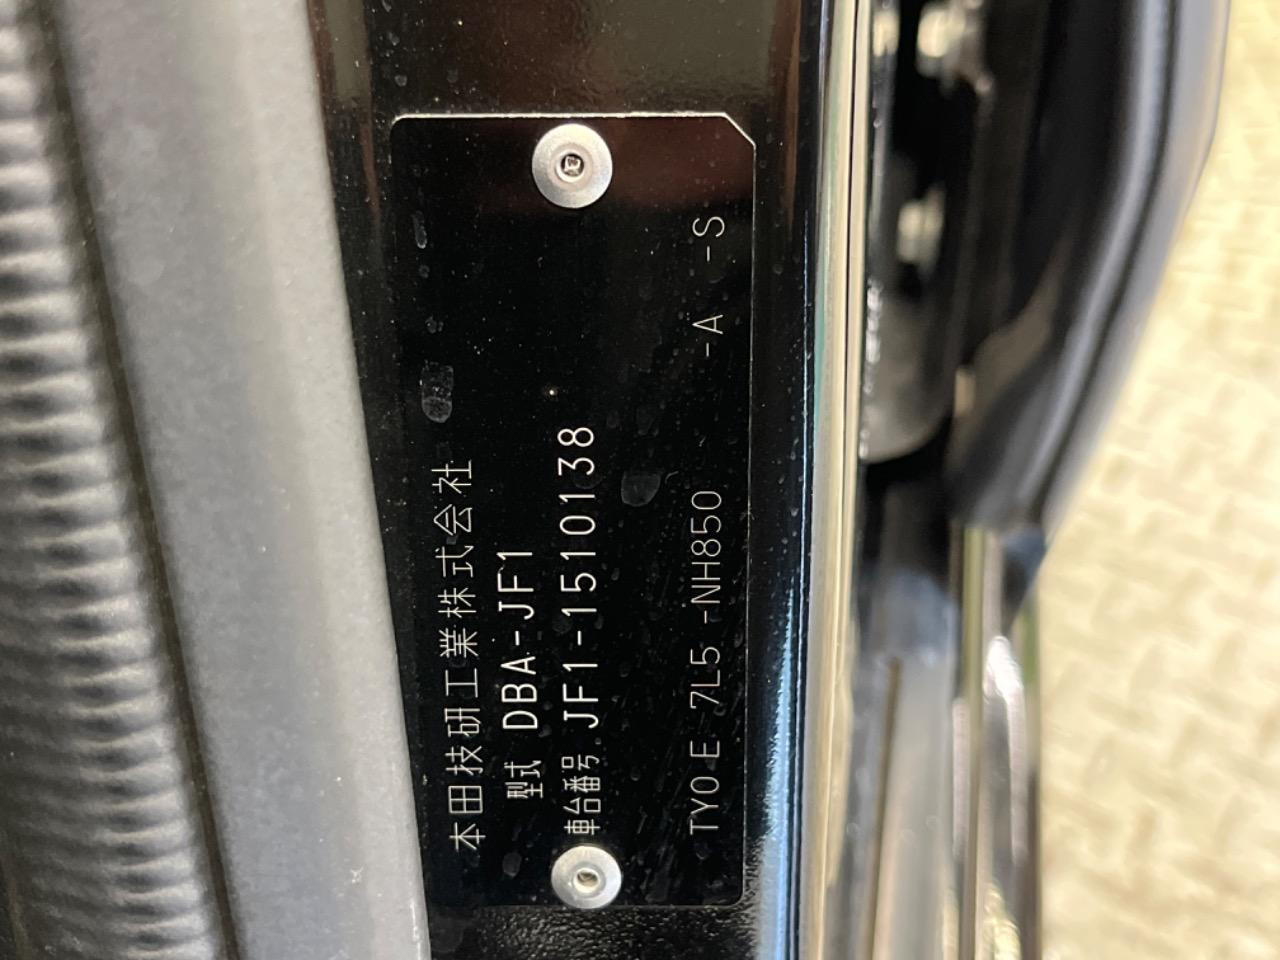 本田技研工業株式会社
型式 DBA-JF1
車台番号 JF1-1510138
TY0 E 7L5 -NH850 -A -S